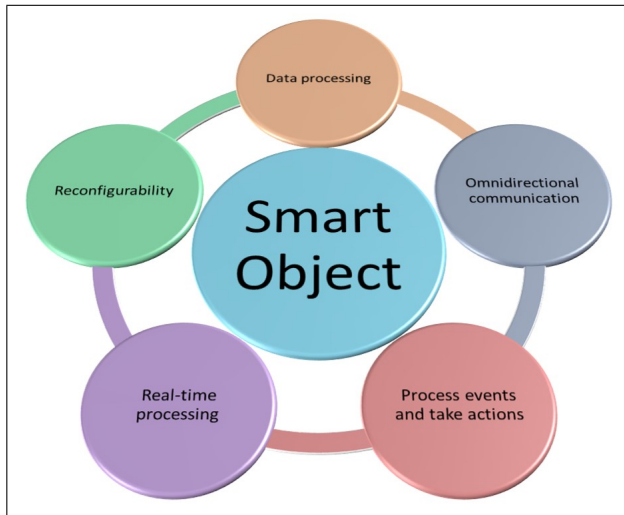 Data processing
Omnidirectional
communication
Process events
and take actions
Real-time
processing
Reconfigurability
Smart
Object